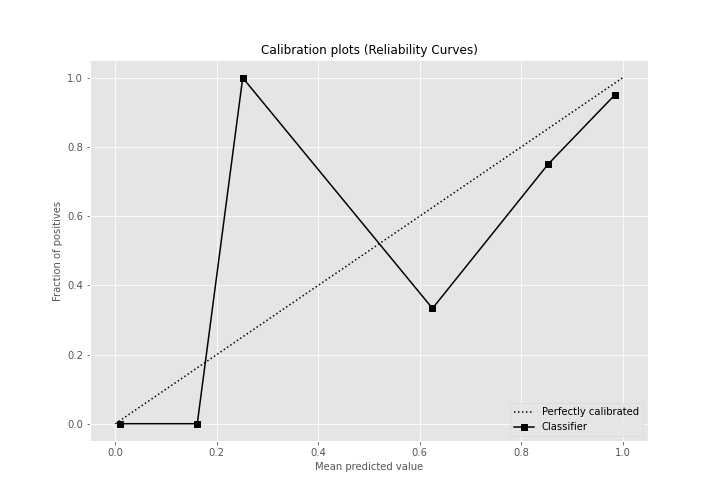 Calibration plots (Reliability Curves)
1.0
0.8
0.6
0.4
0.2
0.0
Fraction of positives
0.0 0.2 0.4 0.6 0.8 1.0
Mean predicted value
Perfectly calibrated
Classifier